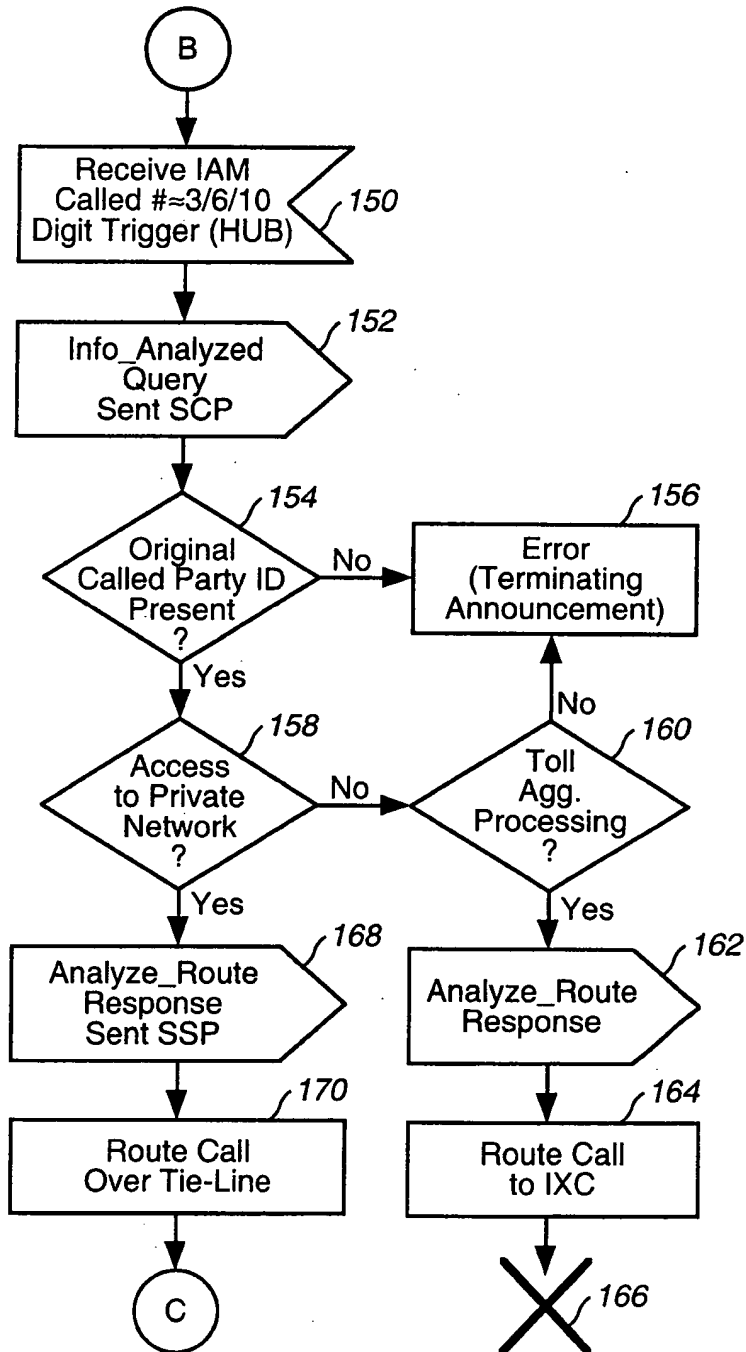 B
Receive IAM
Called #≈3/6/10
Digit Trigger (HUB)
150
152
Info_Analyzed
Query
Sent SCP
154
Original
Called Party ID
Present
?
No
156
Error
(Terminating
Announcement)
Yes
No
158
Access
to Private
Network
?
No
160
Toll
Agg.
Processing
?
Yes
Yes
168
Analyze_Route
Response
Sent SSP
162
Analyze_Route
Response
170
Route Call
Over Tie-Line
164
Route Call
to IXC
C
166